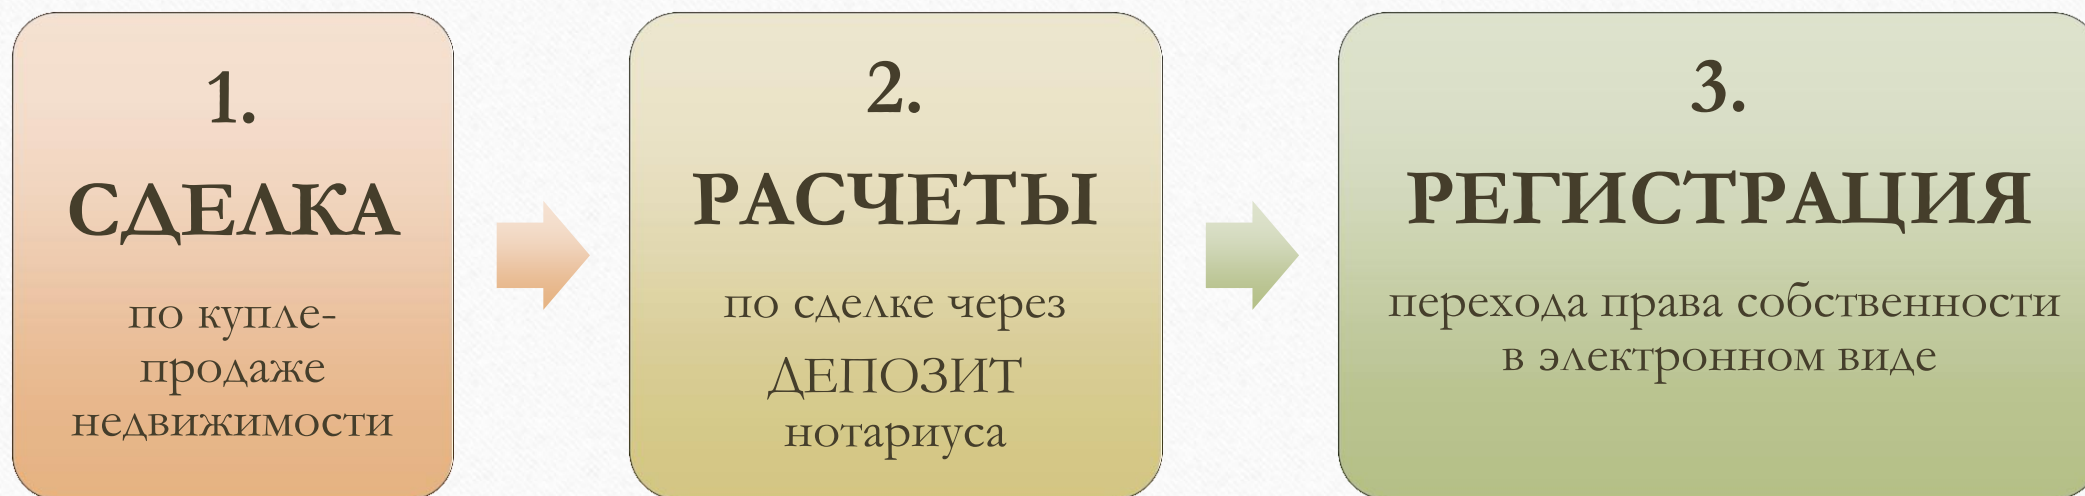 1.
СДЕЛКА
по купле-
продаже
недвижимости
2.
РАСЧЕТЫ
по сделке через
ДЕПОЗИТ
нотариуса
3.
РЕГИСТРАЦИЯ
перехода права собственности
в электронном виде